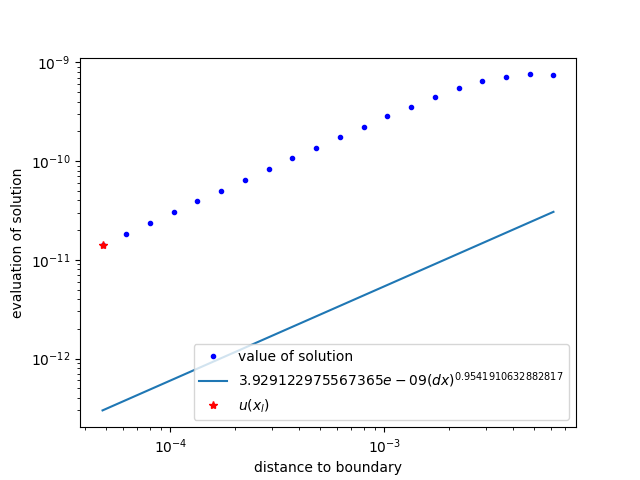 10⁻⁹
10⁻¹⁰
10⁻¹¹
10⁻¹²
evaluation of solution
value of solution
3.929122975567365e − 09(dx)^0.9541910632882817
u(x_l)
10⁻⁴
10⁻³
distance to boundary